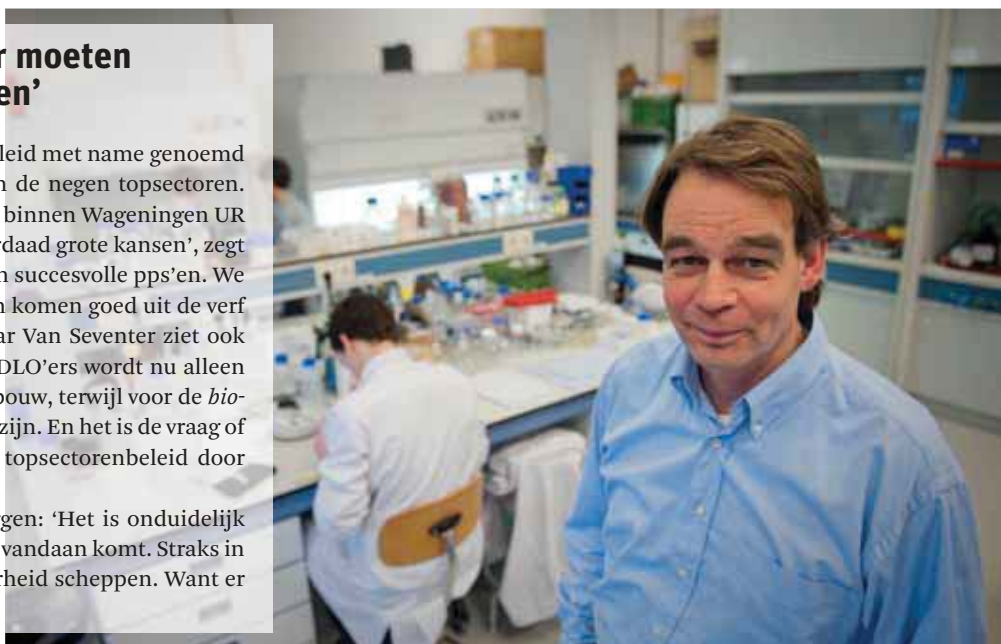 r moeten
en’
leid met name genoemd
n de negen topsectoren.
binnen Wageningen UR
rdaad grote kansen’, zegt
n succesvolle pps’en. We
n komen goed uit de verf
ar Van Seventer ziet ook
DLO’ers wordt nu alleen
bouw, terwijl voor de bio-
zijn. En het is de vraag of
topsectorenbeleid door
gen: ‘Het is onduidelijk
vandaan komt. Straks in
rheid scheppen. Want er